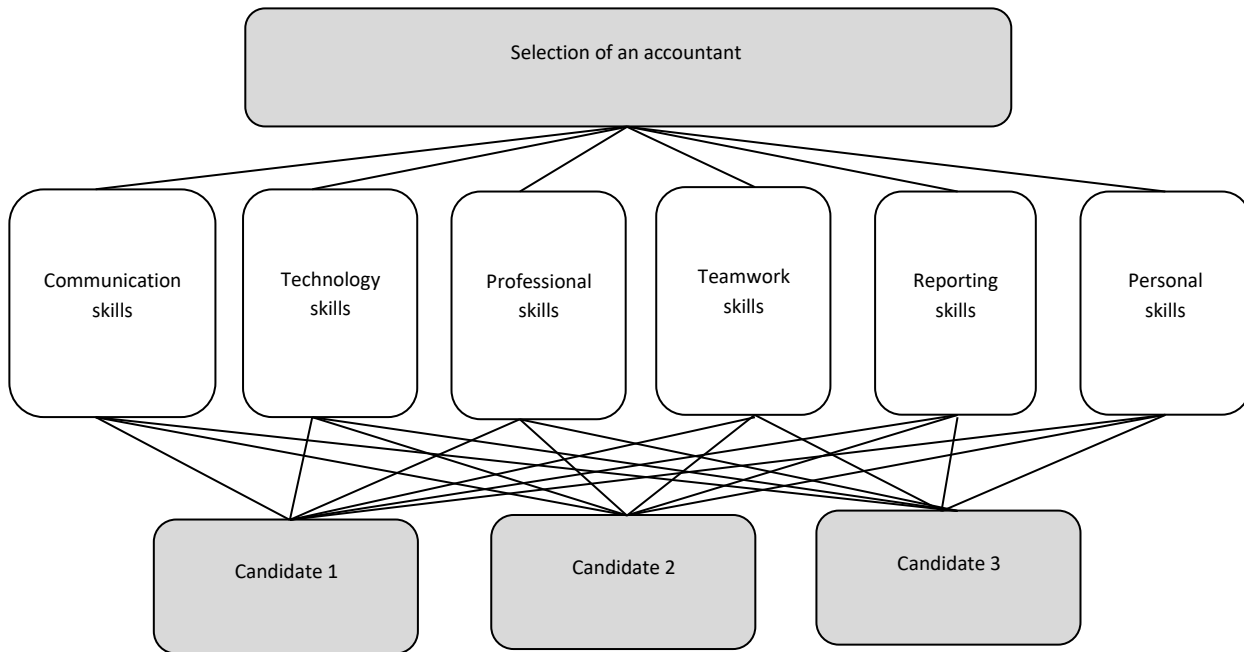 Selection of an accountant
Communication
skills
Technology
skills
Professional
skills
Teamwork
skills
Reporting
skills
Personal
skills
Candidate 1
Candidate 2
Candidate 3